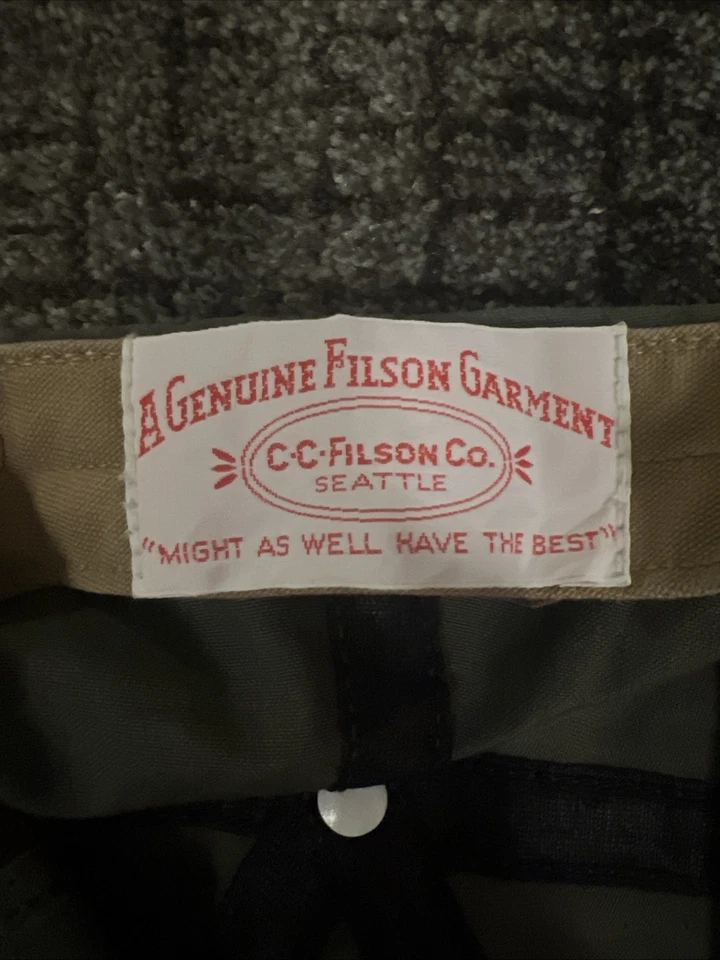 A GENUINE FILSON GARMENT
C·C·FILSON CO.
SEATTLE
"MIGHT AS WELL HAVE THE BEST"